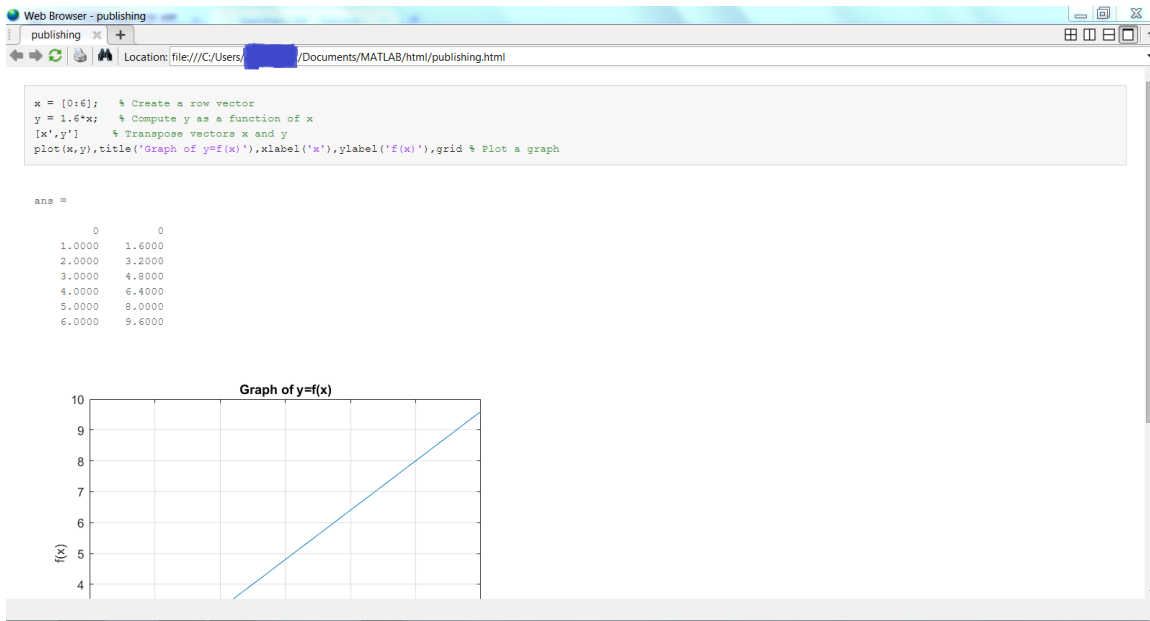 Web Browser - publishing
publishing
Location: file:///C:/Users/ /Documents/MATLAB/html/publishing.html
x = [0:6];   % Create a row vector
y = 1.6*x;   % Compute y as a function of x
[x',y']     % Transpose vectors x and y
plot(x,y),title('Graph of y=f(x)'),xlabel('x'),ylabel('f(x)'),grid % Plot a graph
ans =
0 0
1.0000 1.6000
2.0000 3.2000
3.0000 4.8000
4.0000 6.4000
5.0000 8.0000
6.0000 9.6000
Graph of y=f(x)
10
9
8
7
6
f(x)
5
4